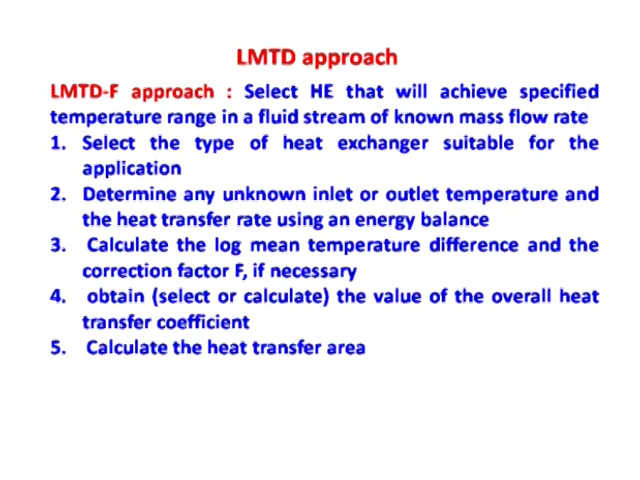 LMTD approach
LMTD-F approach : Select HE that will achieve specified
temperature range in a fluid stream of known mass flow rate
1. Select the type of heat exchanger suitable for the
application
2. Determine any unknown inlet or outlet temperature and
the heat transfer rate using an energy balance
3. Calculate the log mean temperature difference and the
correction factor F, if necessary
4. obtain (select or calculate) the value of the overall heat
transfer coefficient
5. Calculate the heat transfer area